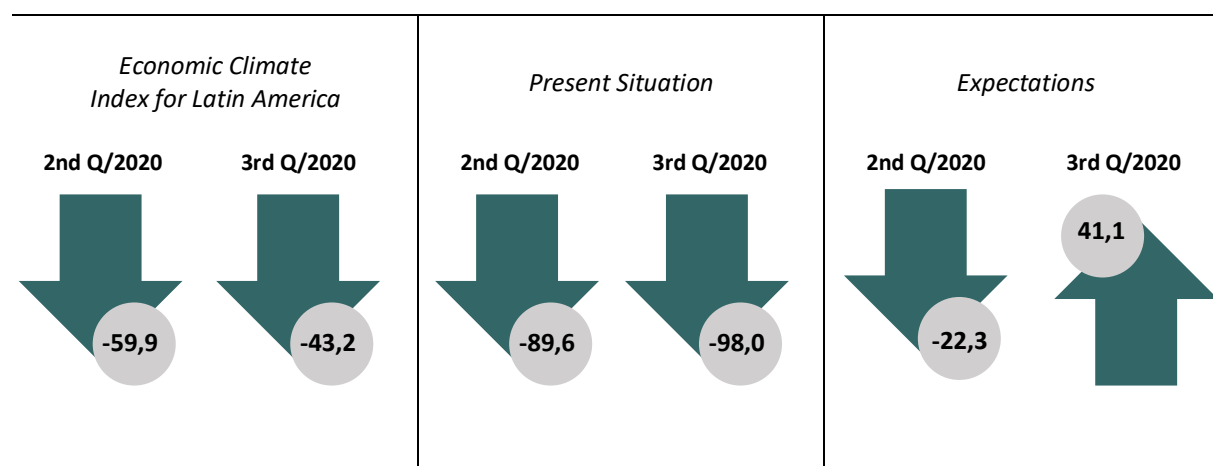 Economic Climate
Index for Latin America
2nd Q/2020
3rd Q/2020
-59,9
-43,2
Present Situation
2nd Q/2020
3rd Q/2020
-89,6
-98,0
Expectations
2nd Q/2020
3rd Q/2020
-22,3
41,1